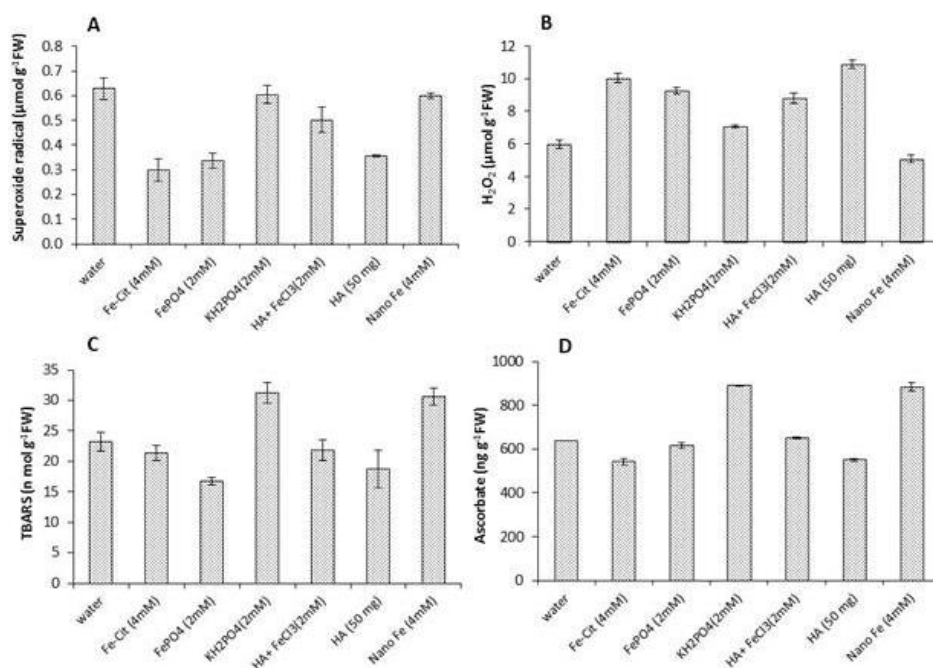 A
Superoxide radical (µmol g-1FW)
0.8
0.7
0.6
0.5
0.4
0.3
0.2
0.1
0.0
water
Fe-Cit (4mM)
FePO4 (2mM)
KH2PO4(2mM)
HA+ FeCl3(2mM)
HA (50 mg)
Nano Fe (4mM)
B
H2O2 (µmol g-1FW)
12
10
8
6
4
2
0
water
Fe-Cit (4mM)
FePO4 (2mM)
KH2PO4(2mM)
HA+ FeCl3(2mM)
HA (50 mg)
Nano Fe (4mM)
C
TBARS (n mol g-1FW)
35
30
25
20
15
10
5
0
water
Fe-Cit (4mM)
FePO4 (2mM)
KH2PO4(2mM)
HA+ FeCl3(2mM)
HA (50 mg)
Nano Fe (4mM)
D
Ascorbate (ng g-1FW)
1000
800
600
400
200
0
water
Fe-Cit (4mM)
FePO4 (2mM)
KH2PO4(2mM)
HA+ FeCl3(2mM)
HA (50 mg)
Nano Fe (4mM)